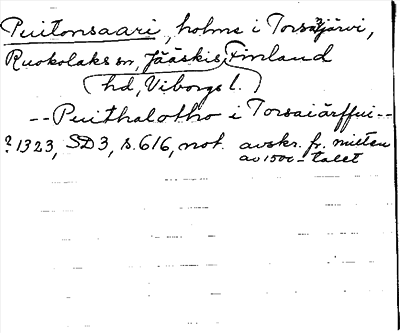 Puitonsaari, holme i Torsajärvi,
Ruokolaks sn, Jääskis, Finland
(hd, Viborgs l.)
-- Puithalotho i Torsaiärffui --
? 1323, SD 3, s. 616, not. avskr. fr. mitten
av 1500-talet